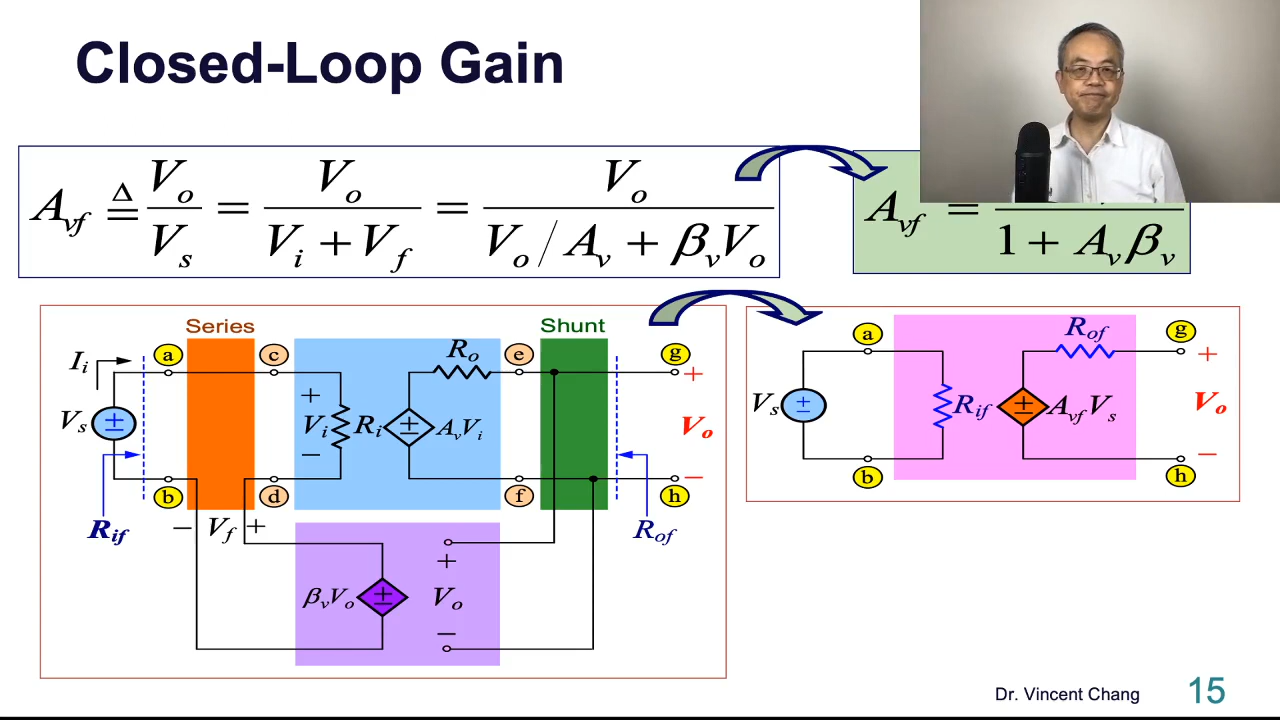 Closed-Loop Gain
A_vf ≜ V_o / V_s = V_o / (V_i + V_f) = V_o / (V_o / A_v + β_v V_o)
A_vf = 1 + A_v β_v
Series
Shunt
I_i
a
c
R_o
e
g
+
+
V_s
±
V_i
R_i
±
A_v V_i
V_o
−
−
b
d
f
h
R_if
− V_f +
R_of
β_v V_o
±
+
V_o
−
a
R_of
g
+
V_s
±
R_if
±
A_vf V_s
V_o
−
b
h
Dr. Vincent Chang
15